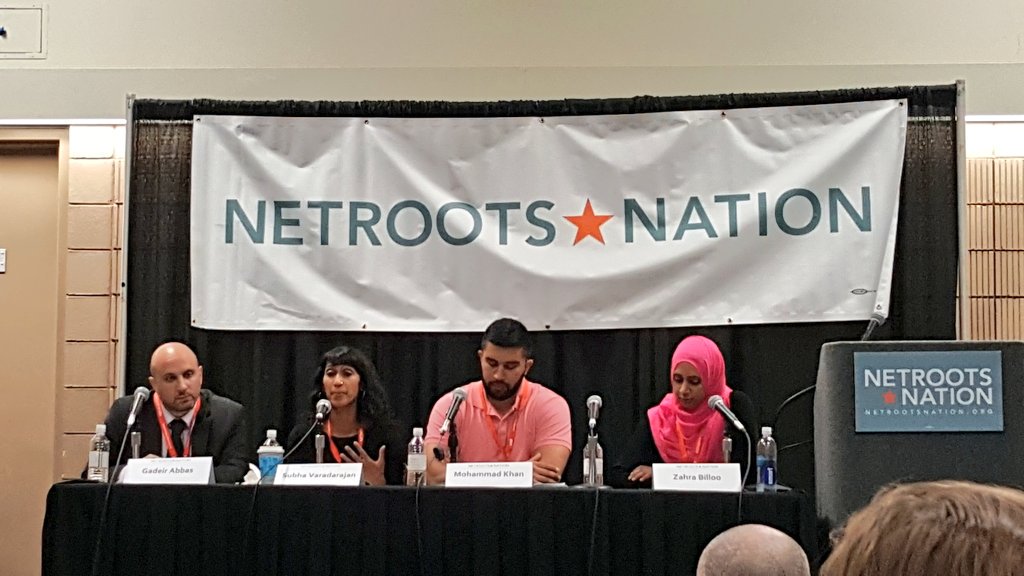 NETROOTS★NATION
NETROOTS
★NATION
NETROOTSNATION.ORG
Gadeir Abbas
Subha Varadarajan
Mohammad Khan
Zahra Billoo